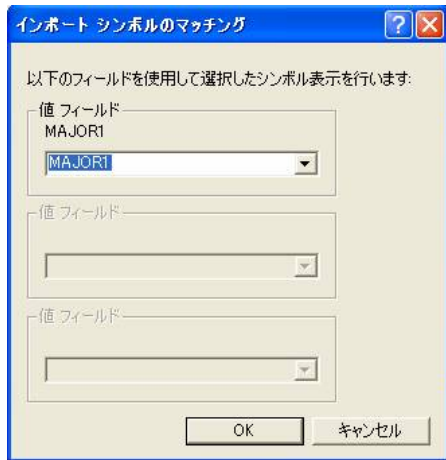 インポート シンボルのマッチング
以下のフィールドを使用して選択したシンボル表示を行います:
値 フィールド
MAJOR1
MAJOR1
値 フィールド
値 フィールド
OK
キャンセル